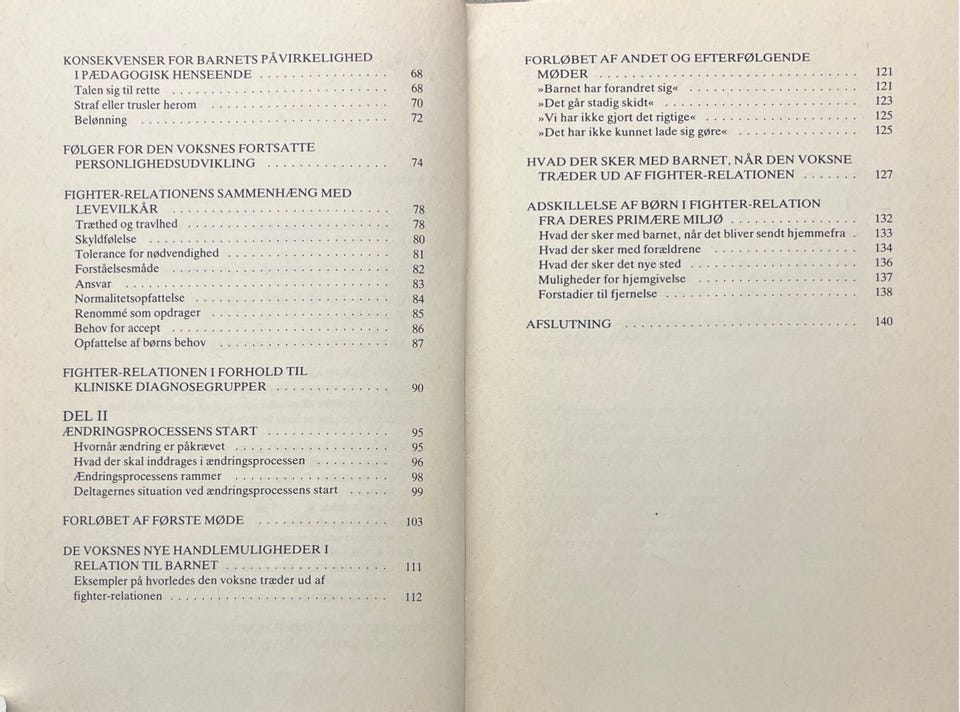 KONSEKVENSER FOR BARNETS PÅVIRKELIGHED
I PÆDAGOGISK HENSEENDE . . . . . . . . . . . . . . . . 68
Talen sig til rette . . . . . . . . . . . . . . . . . . . . . . . . . . . 68
Straf eller trusler herom . . . . . . . . . . . . . . . . . . . . . . 70
Belønning . . . . . . . . . . . . . . . . . . . . . . . . . . . . . . 72
FØLGER FOR DEN VOKSNES FORTSATTE
PERSONLIGHEDSUDVIKLING . . . . . . . . . . . . . . . 74
FIGHTER-RELATIONENS SAMMENHÆNG MED
LEVEVILKÅR . . . . . . . . . . . . . . . . . . . . . . . . . . . 78
Træthed og travlhed . . . . . . . . . . . . . . . . . . . . . . . . . 78
Skyldfølelse . . . . . . . . . . . . . . . . . . . . . . . . . . . . . 80
Tolerance for nødvendighed . . . . . . . . . . . . . . . . . . . . 81
Forståelsesmåde . . . . . . . . . . . . . . . . . . . . . . . . . . . 82
Ansvar . . . . . . . . . . . . . . . . . . . . . . . . . . . . . . . . 83
Normalitetsopfattelse . . . . . . . . . . . . . . . . . . . . . . . . 84
Renommé som opdrager . . . . . . . . . . . . . . . . . . . . . . 85
Behov for accept . . . . . . . . . . . . . . . . . . . . . . . . . . . 86
Opfattelse af børns behov . . . . . . . . . . . . . . . . . . . . . 87
FIGHTER-RELATIONEN I FORHOLD TIL
KLINISKE DIAGNOSEGRUPPER . . . . . . . . . . . . . . 90
DEL II
ÆNDRINGSPROCESSENS START . . . . . . . . . . . . . . . 95
Hvornår ændring er påkrævet . . . . . . . . . . . . . . . . . . . 95
Hvad der skal inddrages i ændringsprocessen . . . . . . . . . 96
Ændringsprocessens rammer . . . . . . . . . . . . . . . . . . . 98
Deltagernes situation ved ændringsprocessens start . . . . . 99
FORLØBET AF FØRSTE MØDE . . . . . . . . . . . . . . . . 103
DE VOKSNES NYE HANDLEMULIGHEDER I
RELATION TIL BARNET . . . . . . . . . . . . . . . . . . . . 111
Eksempler på hvorledes den voksne træder ud af
fighter-relationen . . . . . . . . . . . . . . . . . . . . . . . . . . . 112
FORLØBET AF ANDET OG EFTERFØLGENDE
MØDER . . . . . . . . . . . . . . . . . . . . . . . . . . . . . . . . 121
»Barnet har forandret sig« . . . . . . . . . . . . . . . . . . . . . 121
»Det går stadig skidt« . . . . . . . . . . . . . . . . . . . . . . . . 123
»Vi har ikke gjort det rigtige« . . . . . . . . . . . . . . . . . . . 125
»Det har ikke kunnet lade sig gøre« . . . . . . . . . . . . . . . 125
HVAD DER SKER MED BARNET, NÅR DEN VOKSNE
TRÆDER UD AF FIGHTER-RELATIONEN . . . . . . . 127
ADSKILLELSE AF BØRN I FIGHTER-RELATION
FRA DERES PRIMÆRE MILJØ . . . . . . . . . . . . . . . . 132
Hvad der sker med barnet, når det bliver sendt hjemmefra . 133
Hvad der sker med forældrene . . . . . . . . . . . . . . . . . . 134
Hvad der sker det nye sted . . . . . . . . . . . . . . . . . . . . . 136
Muligheder for hjemgivelse . . . . . . . . . . . . . . . . . . . . 137
Forstadier til fjernelse . . . . . . . . . . . . . . . . . . . . . . . . 138
AFSLUTNING . . . . . . . . . . . . . . . . . . . . . . . . . . . . . 140